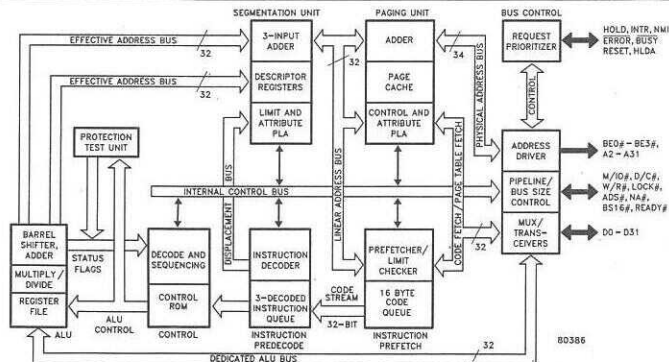 SEGMENTATION UNIT
PAGING UNIT
BUS CONTROL
EFFECTIVE ADDRESS BUS
32
3-INPUT
ADDER
32
ADDER
34
REQUEST
PRIORITIZER
HOLD, INTR, NMI
ERROR, BUSY
RESET, HLDA
EFFECTIVE ADDRESS BUS
32
DESCRIPTOR
REGISTERS
PAGE
CACHE
LIMIT AND
ATTRIBUTE
PLA
CONTROL AND
ATTRIBUTE
PLA
PHYSICAL ADDRESS BUS
CONTROL
PROTECTION
TEST UNIT
DISPLACEMENT BUS
LINEAR ADDRESS BUS
CODE FETCH/PAGE TABLE FETCH
ADDRESS
DRIVER
BE0# – BE3#,
A2 – A31
INTERNAL CONTROL BUS
PIPELINE/
BUS SIZE
CONTROL
M/IO#, D/C#,
W/R#, LOCK#,
ADS#, NA#,
BS16#, READY#
32
MUX/
TRANS-
CEIVERS
D0 – D31
BARREL
SHIFTER,
ADDER
MULTIPLY/
DIVIDE
REGISTER
FILE
ALU
STATUS
FLAGS
ALU
CONTROL
DECODE AND
SEQUENCING
CONTROL
ROM
CONTROL
INSTRUCTION
DECODER
3-DECODED
INSTRUCTION
QUEUE
INSTRUCTION
PREDECODE
CODE
STREAM
32-BIT
PREFETCHER/
LIMIT
CHECKER
16 BYTE
CODE
QUEUE
INSTRUCTION
PREFETCH
DEDICATED ALU BUS
32
80386